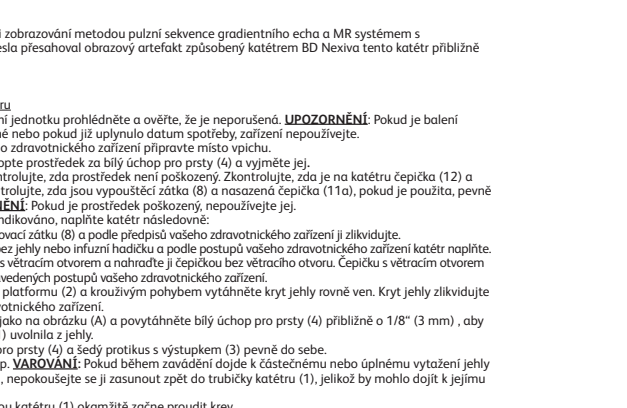 i zobrazování metodou pulzní sekvence gradientního echa a MR systémem s
esla přesahoval obrazový artefakt způsobený katétrem BD Nexiva tento katétr přibližně
ru
ní jednotku prohlédněte a ověřte, že je neporušená. UPOZORNĚNÍ: Pokud je balení
né nebo pokud již uplynulo datum spotřeby, zařízení nepoužívejte.
o zdravotnického zařízení připravte místo vpichu.
opte prostředek za bílý úchop pro prsty (4) a vyjměte jej.
trolujte, zda prostředek není poškozený. Zkontrolujte, zda je na katétru čepička (12) a
trolujte, zda jsou vypouštěcí zátka (8) a nasazená čepička (11a), pokud je použita, pevně
ĚNÍ: Pokud je prostředek poškozený, nepoužívejte jej.
ndikováno, naplňte katétr následovně:
ovací zátku (8) a podle předpisů vašeho zdravotnického zařízení ji zlikvidujte.
bez jehly nebo infuzní hadičku a podle postupů vašeho zdravotnického zařízení katétr naplňte.
s větracím otvorem a nahraďte ji čepičkou bez větracího otvoru. Čepičku s větracím otvorem
vedených postupů vašeho zdravotnického zařízení.
platformu (2) a krouživým pohybem vytáhněte kryt jehly rovně ven. Kryt jehly zlikvidujte
votnického zařízení.
jako na obrázku (A) a povytáhněte bílý úchop pro prsty (4) přibližně o 1/8“ (3 mm) , aby
) uvolnila z jehly.
pro prsty (4) a šedý protikus s výstupkem (3) pevně do sebe.
p. VAROVÁNÍ: Pokud během zavádění dojde k částečnému nebo úplnému vytažení jehly
, nepokoušejte se ji zasunout zpět do trubičky katétru (1), jelikož by mohlo dojít k jejímu
ou katétru (1) okamžitě začne proudit krev